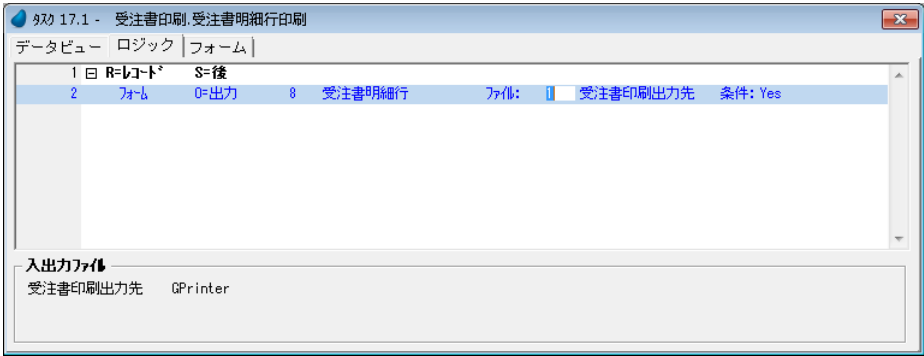 ﾀｽｸ 17.1 - 受注書印刷.受注書明細行印刷
データビュー ロジック フォーム
1 R=ﾚｺｰﾄﾞ S=後
2 ﾌｫｰﾑ O=出力 8 受注書明細行 ﾌｧｲﾙ: 1 受注書印刷出力先 条件: Yes
入出力ﾌｧｲﾙ
受注書印刷出力先 GPrinter